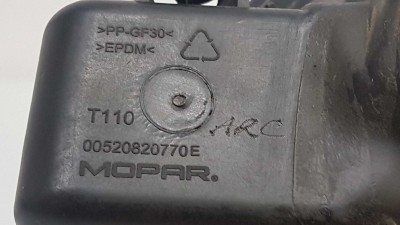 >PP-GF30<
>EPDM<
T110
ARC
00520820770E
MOPAR.